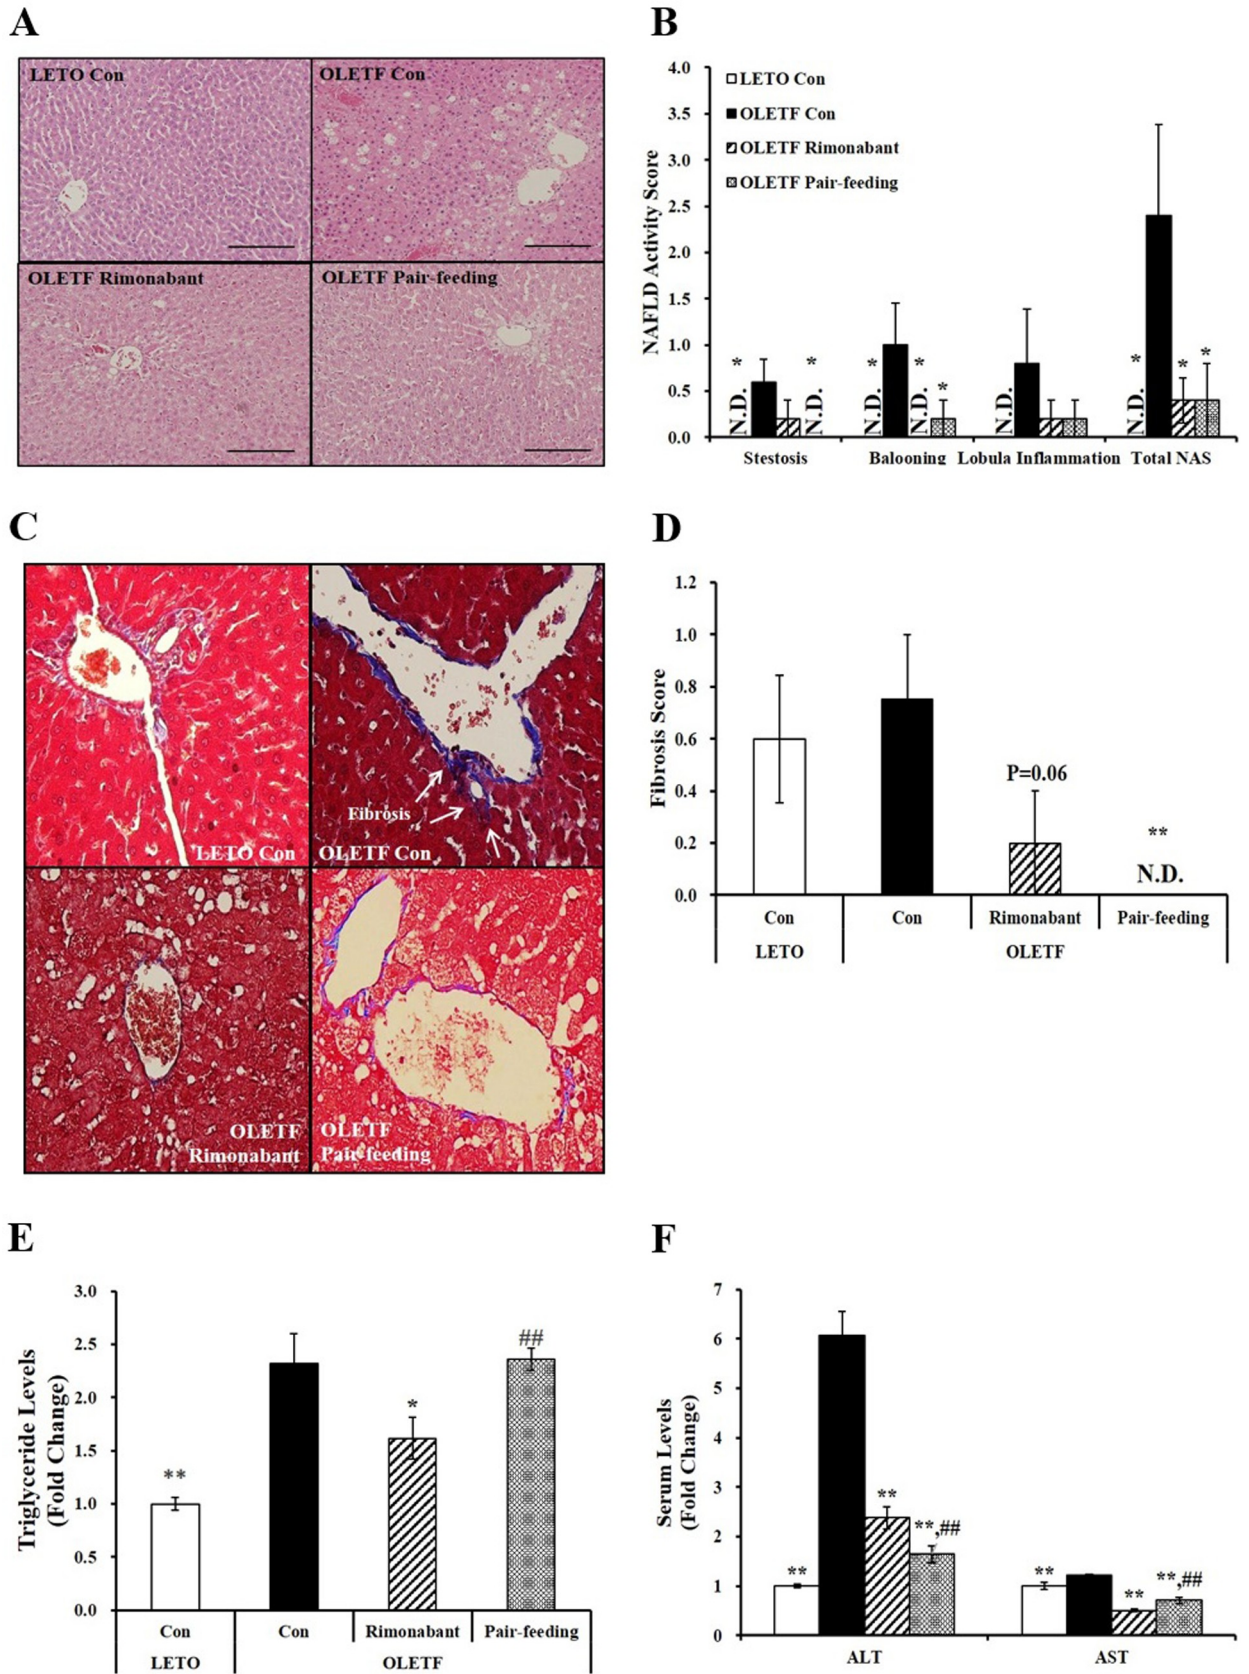 A
LETO Con
OLETF Con
OLETF Rimonabant
OLETF Pair-feeding
B
NAFLD Activity Score
4.0
3.5
3.0
2.5
2.0
1.5
1.0
0.5
0.0
LETO Con
OLETF Con
OLETF Rimonabant
OLETF Pair-feeding
* N.D.
* N.D.
* N.D.
* N.D.
*
N.D.
* N.D.
*
*
Stestosis
Balooning
Lobula Inflammation
Total NAS
C
LETO Con
Fibrosis
OLETF Con
OLETF
Rimonabant
OLETF
Pair-feeding
D
Fibrosis Score
1.2
1.0
0.8
0.6
0.4
0.2
0.0
P=0.06
**
N.D.
Con
Con
Rimonabant
Pair-feeding
LETO
OLETF
E
Triglyceride Levels
(Fold Change)
3.0
2.5
2.0
1.5
1.0
0.5
0.0
**
*
##
Con
Con
Rimonabant
Pair-feeding
LETO
OLETF
F
Serum Levels
(Fold Change)
7
6
5
4
3
2
1
0
**
**
**,##
**
**
**,##
ALT
AST